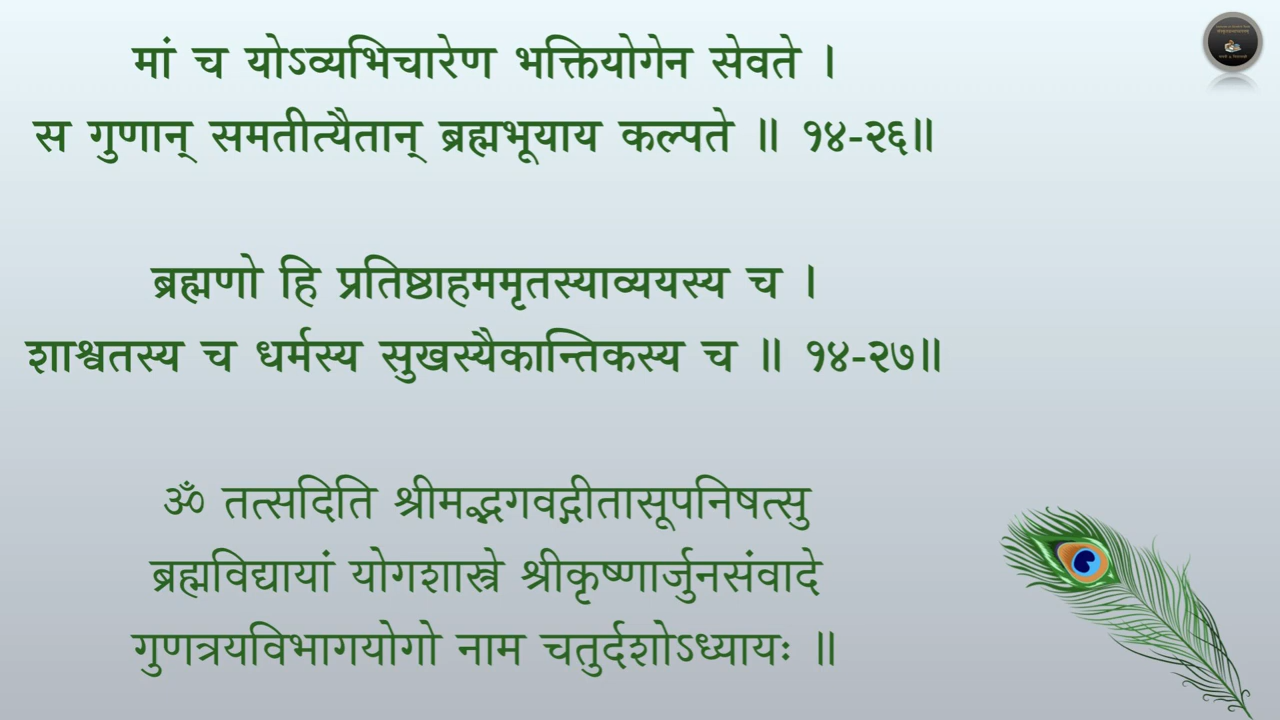 मां च योऽव्यभिचारेण भक्तियोगेन सेवते ।
स गुणान् समतीत्यैतान् ब्रह्मभूयाय कल्पते ॥ १४-२६॥
ब्रह्मणो हि प्रतिष्ठाहममृतस्याव्ययस्य च ।
शाश्वतस्य च धर्मस्य सुखस्यैकान्तिकस्य च ॥ १४-२७॥
ॐ तत्सदिति श्रीमद्भगवद्गीतासूपनिषत्सु
ब्रह्मविद्यायां योगशास्त्रे श्रीकृष्णार्जुनसंवादे
गुणत्रयविभागयोगो नाम चतुर्दशोऽध्यायः ॥